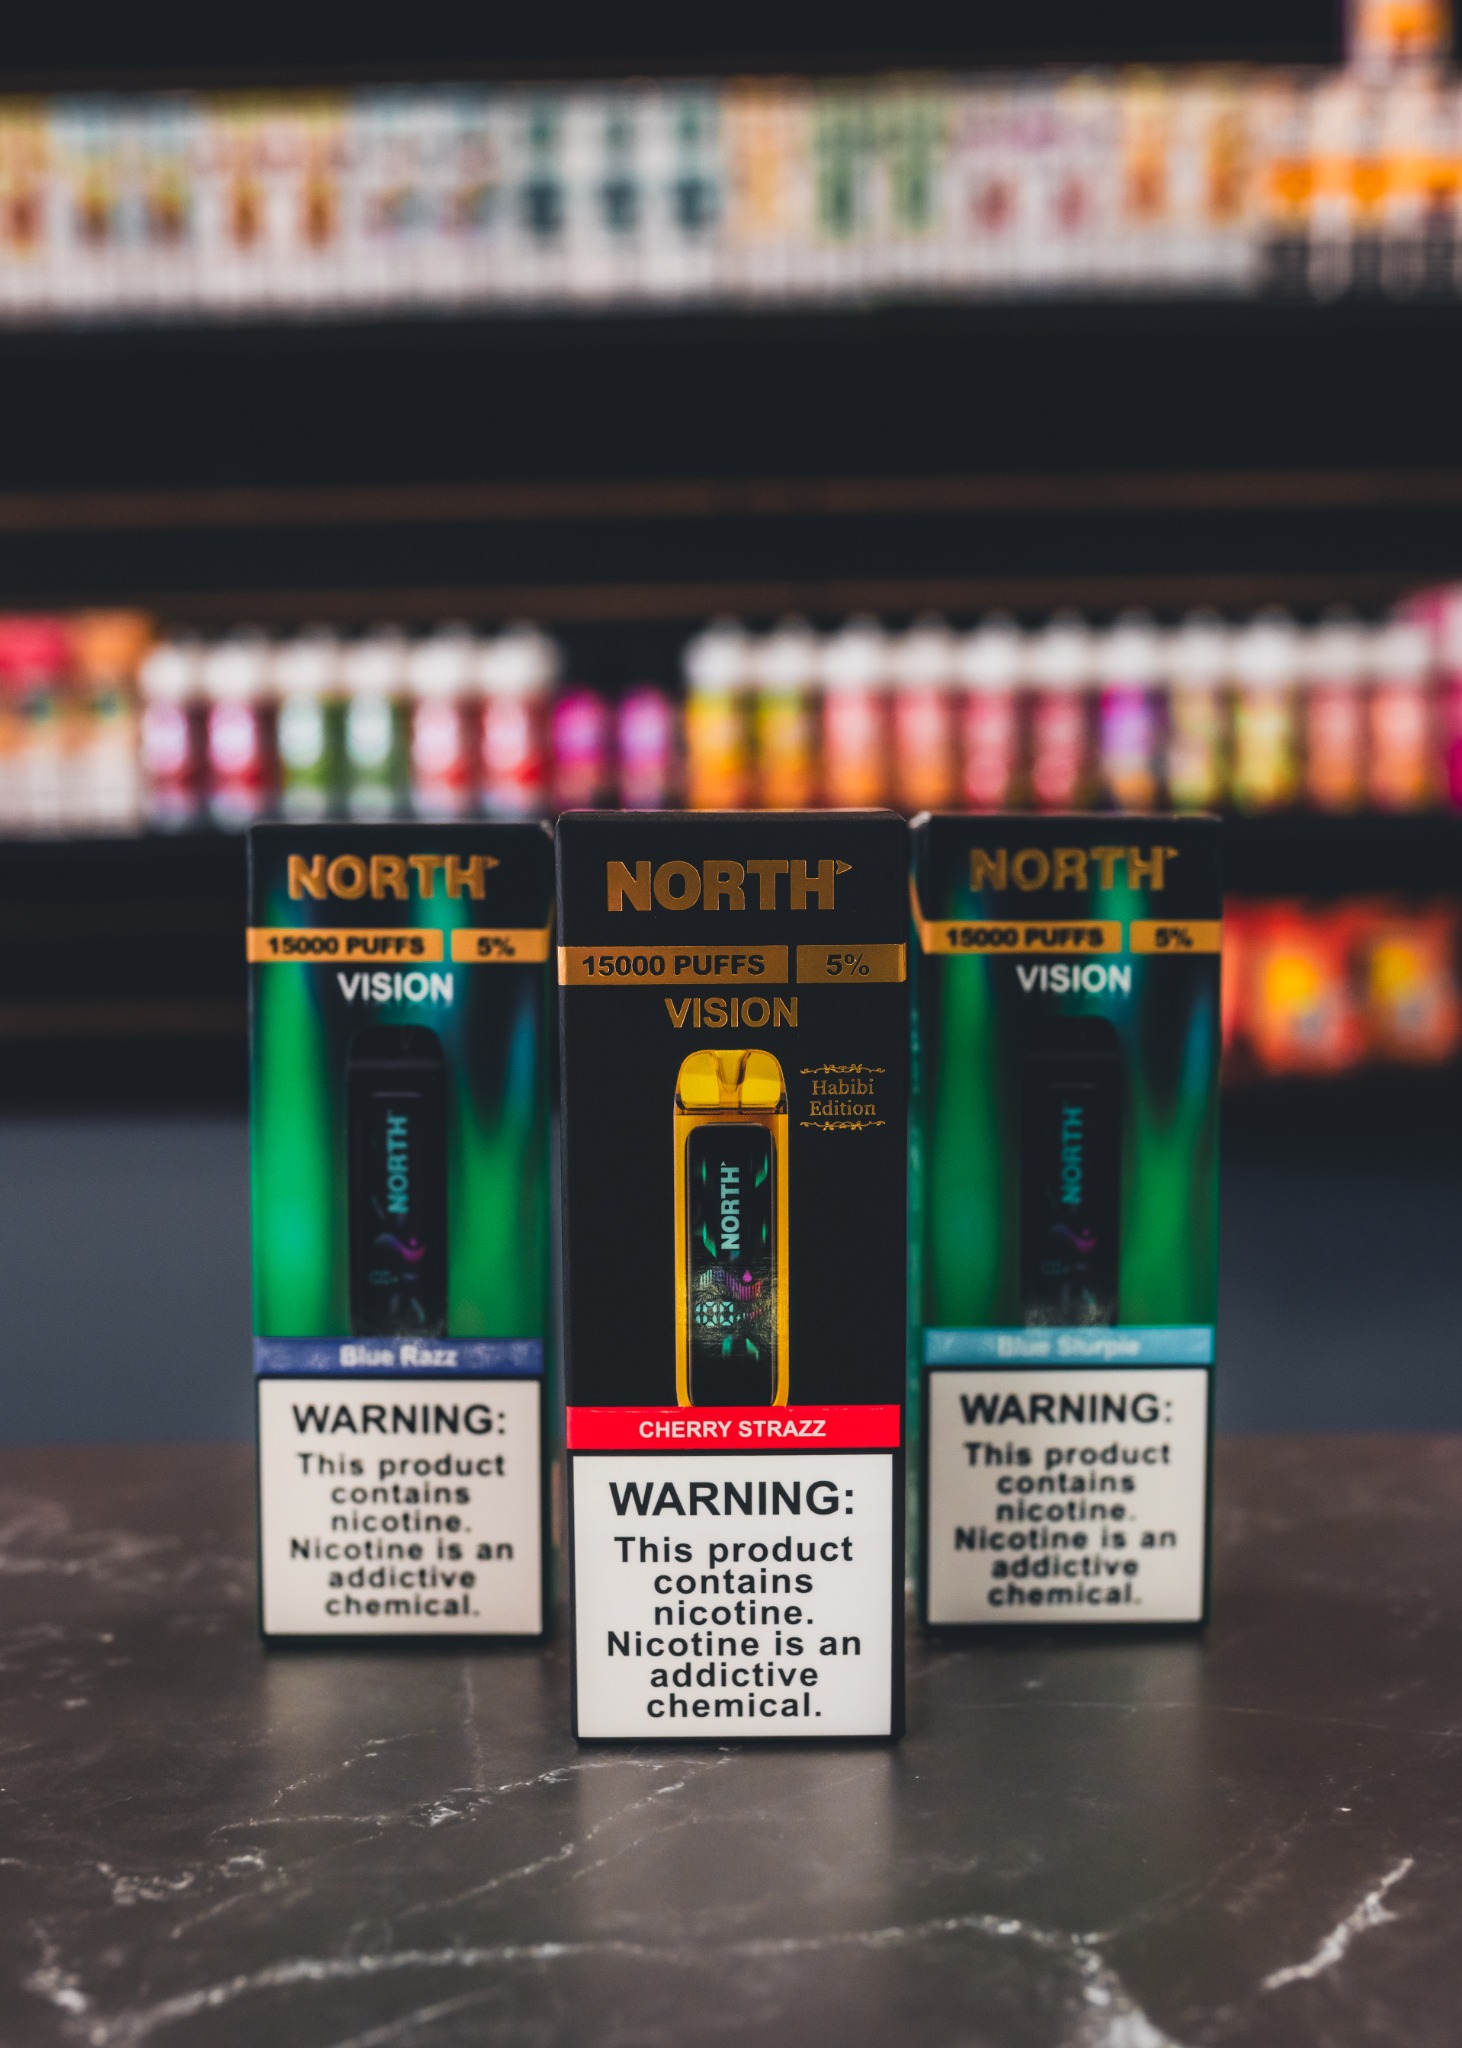 NORTH
15000 PUFFS 5%
VISION
NORTH
Blue Razz
WARNING:
This product
contains
nicotine.
Nicotine is an
addictive
chemical.
NORTH
15000 PUFFS 5%
VISION
Habibi
Edition
NORTH
CHERRY STRAZZ
WARNING:
This product
contains
nicotine.
Nicotine is an
addictive
chemical.
NORTH
15000 PUFFS 5%
VISION
NORTH
Blue Slurpie
WARNING:
This product
contains
nicotine.
Nicotine is an
addictive
chemical.